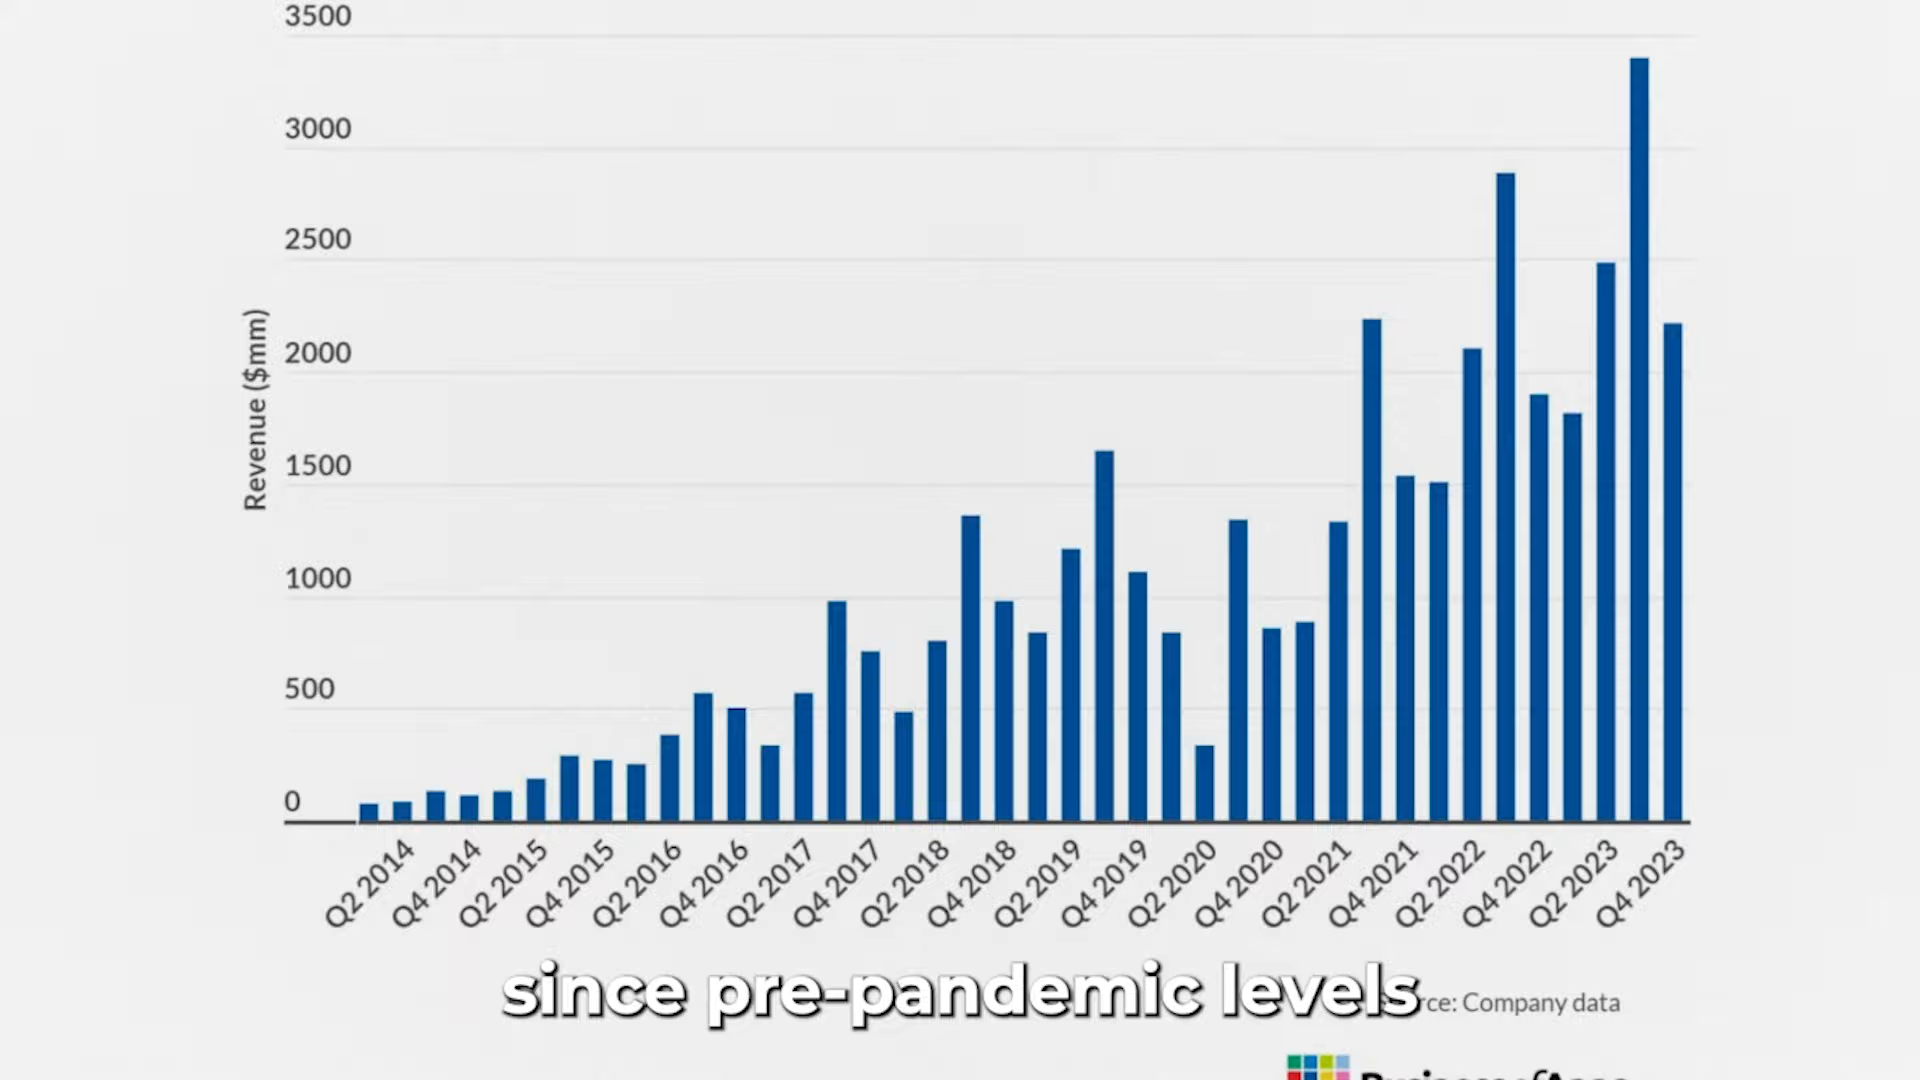 3500
3000
2500
2000
1500
1000
500
0
Revenue ($mm)
Q2 2014
Q4 2014
Q2 2015
Q4 2015
Q2 2016
Q4 2016
Q2 2017
Q4 2017
Q2 2018
Q4 2018
Q2 2019
Q4 2019
Q2 2020
Q4 2020
Q2 2021
Q4 2021
Q2 2022
Q4 2022
Q2 2023
Q4 2023
since pre-pandemic levels
Company data